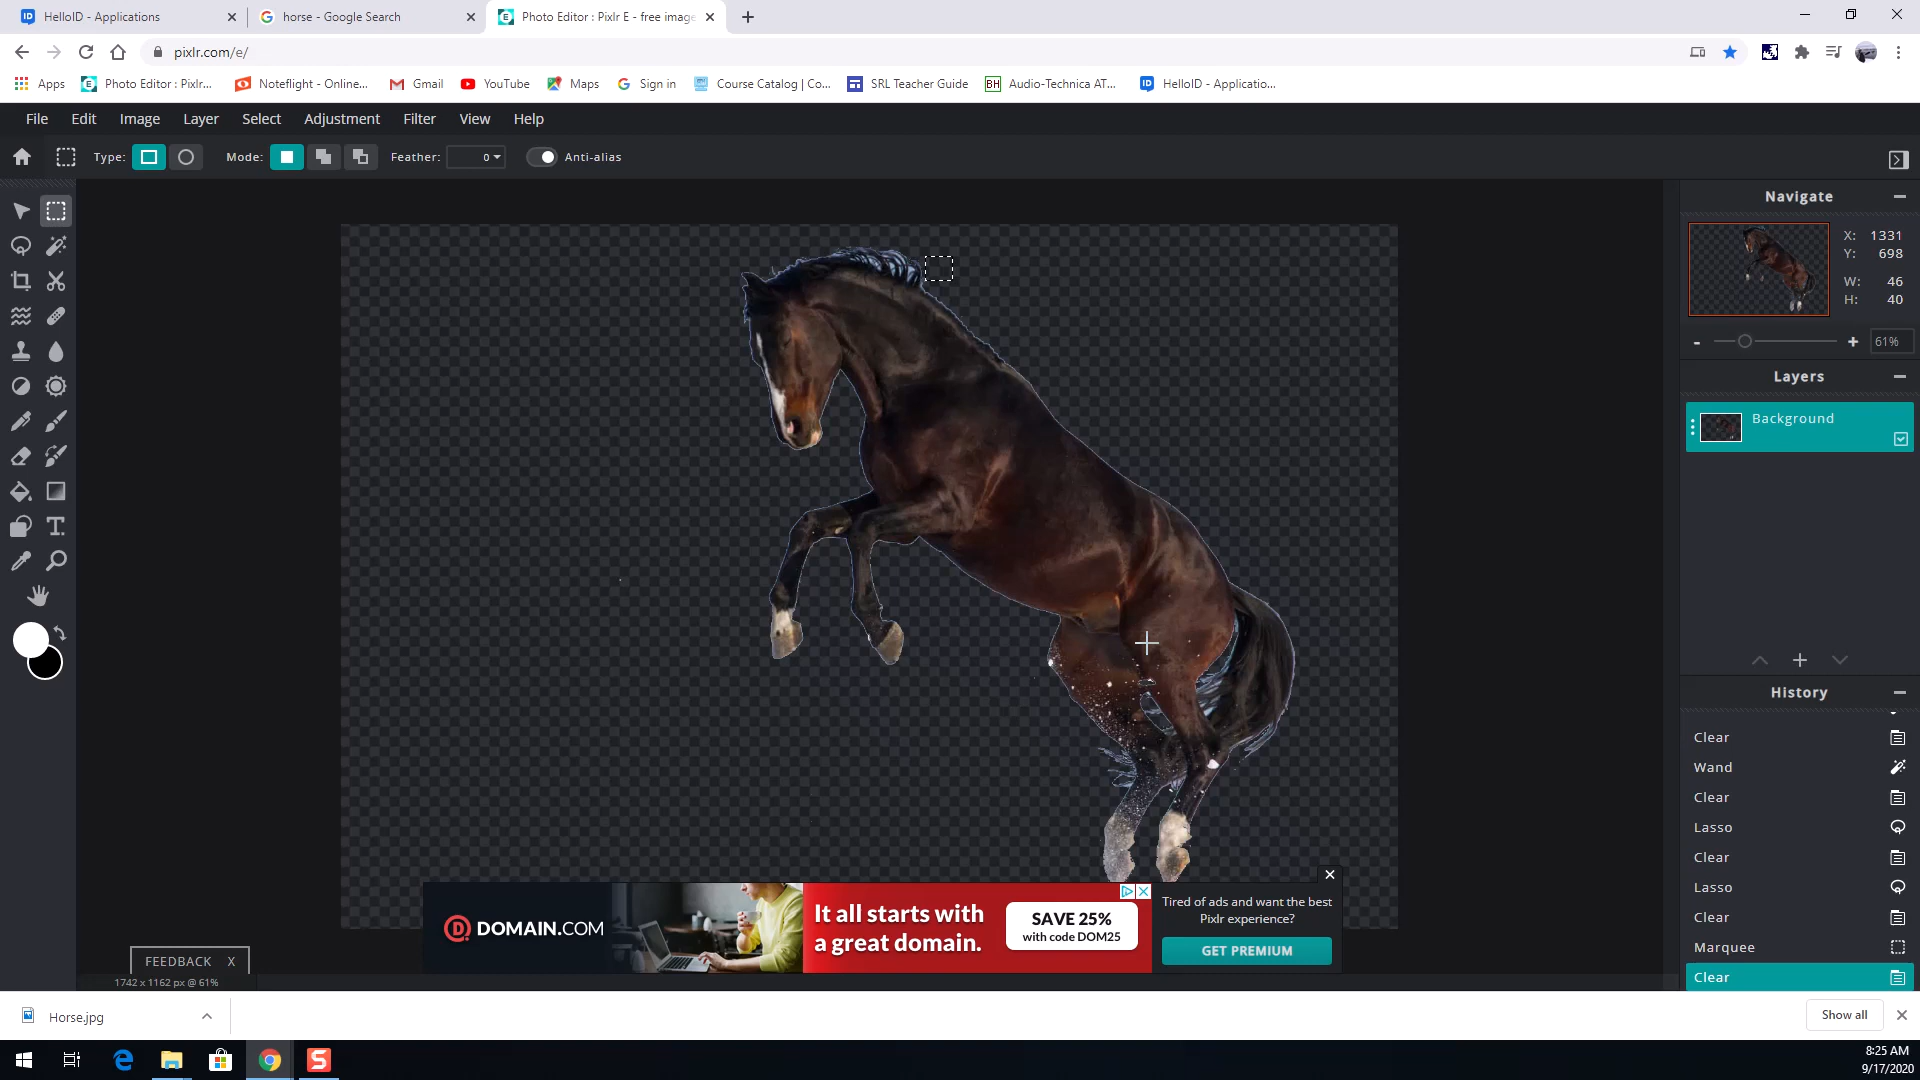 HelloID - Applications
horse - Google Search
Photo Editor : Pixlr E - free image
pixlr.com/e/
Apps
Photo Editor : Pixlr...
Noteflight - Online...
Gmail
YouTube
Maps
Sign in
Course Catalog | Co...
SRL Teacher Guide
Audio-Technica AT...
HelloID - Applicatio...
File Edit Image Layer Select Adjustment Filter View Help
Type: Mode: Feather: 0 Anti-alias
Navigate
X: 1331
Y: 698
W: 46
H: 40
61%
Layers
Background
History
Clear
Wand
Clear
Lasso
Clear
Lasso
Clear
Marquee
Clear
DOMAIN.COM
It all starts with
a great domain.
SAVE 25%
with code DOM25
Tired of ads and want the best
Pixlr experience?
GET PREMIUM
FEEDBACK X
1742 x 1162 px @ 61%
Horse.jpg
Show all
8:25 AM
9/17/2020